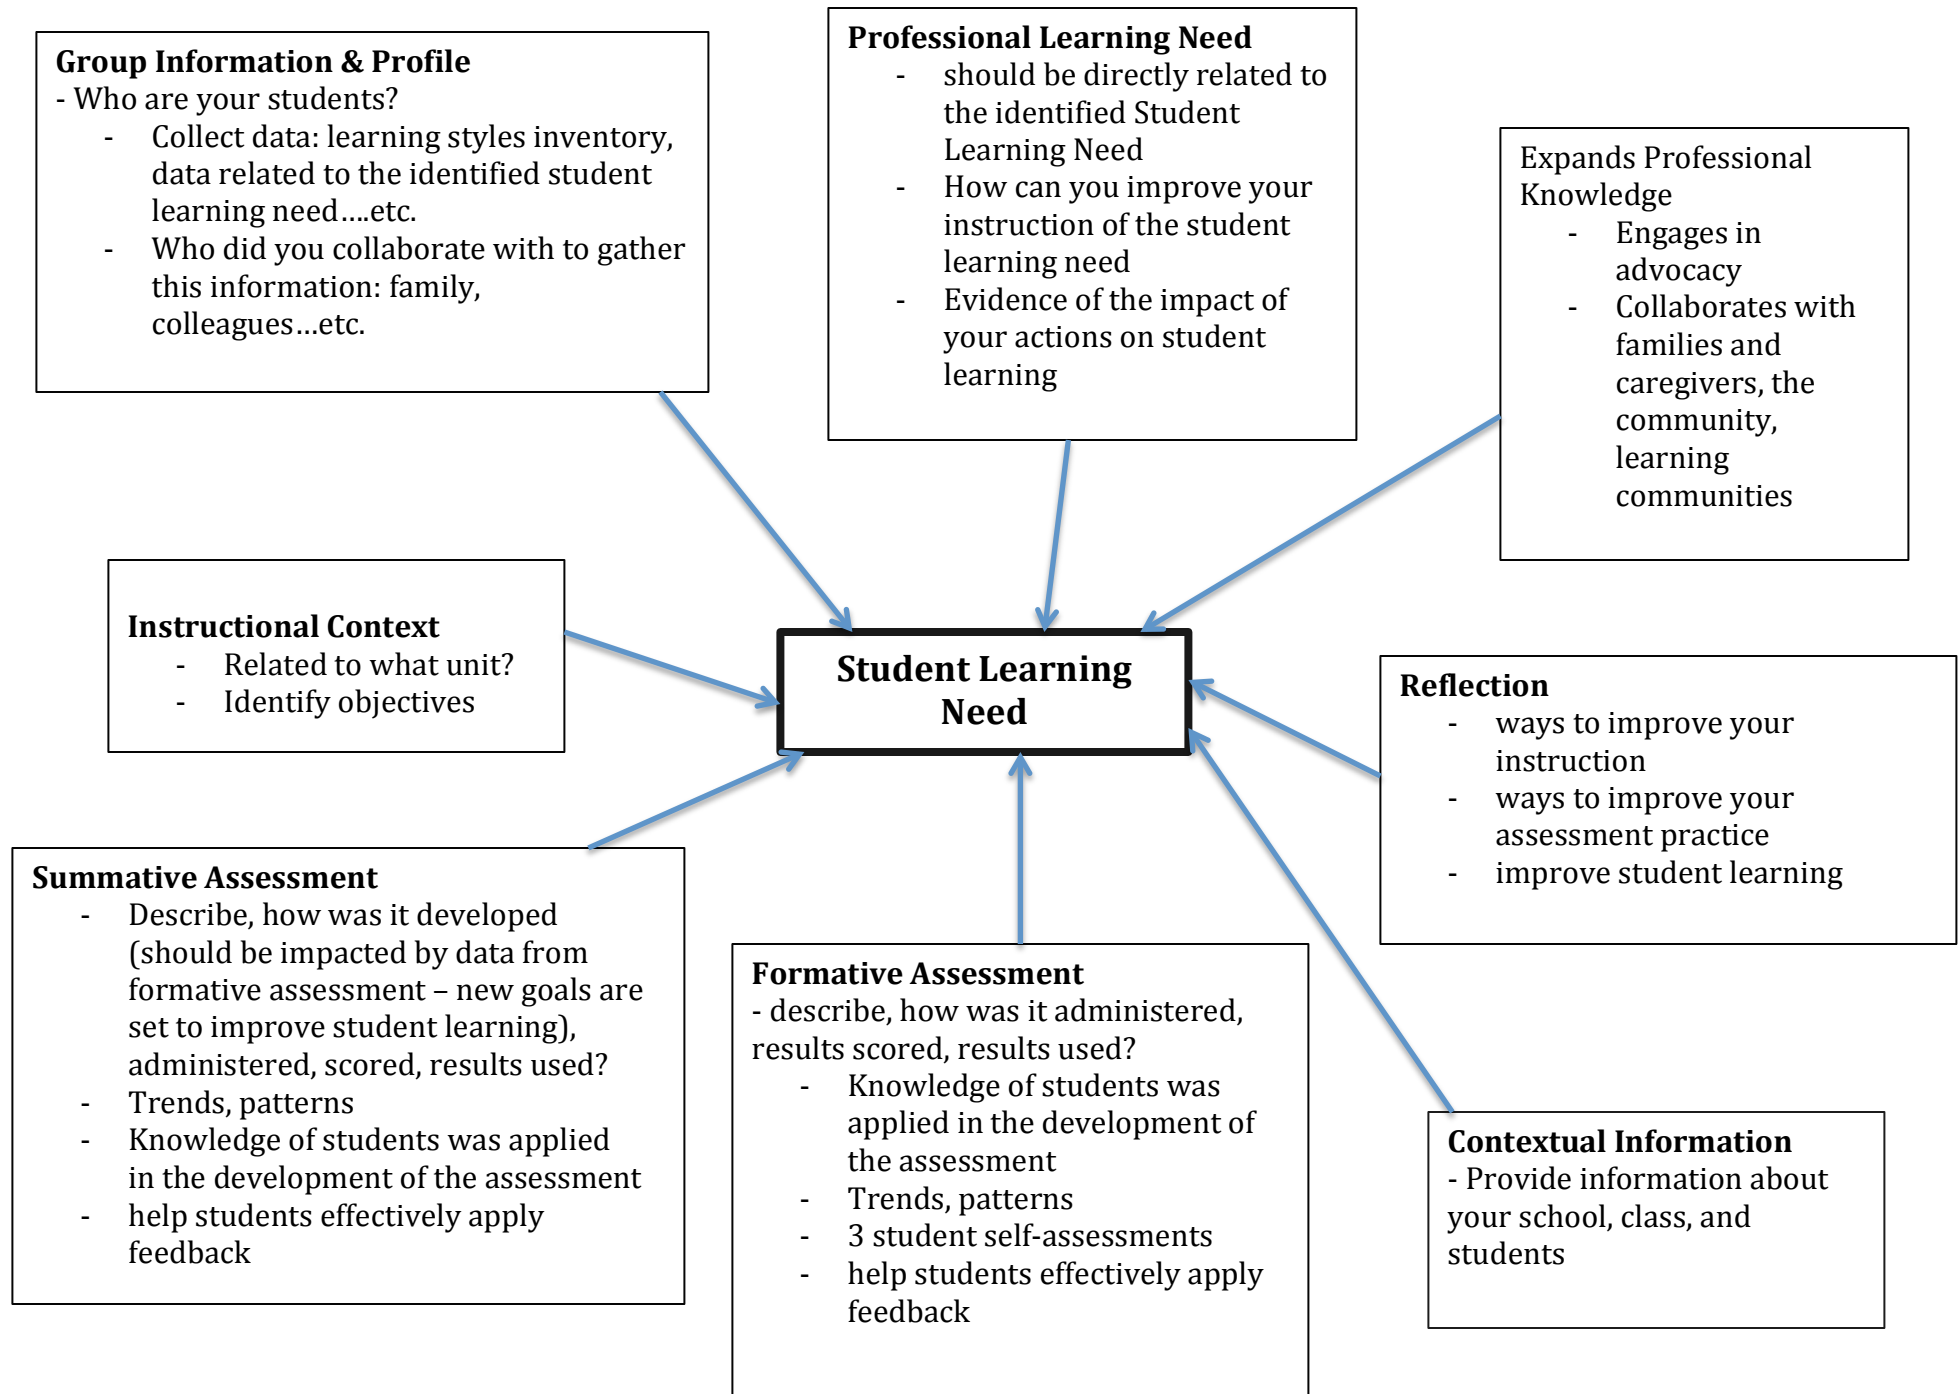 Group Information & Profile
- Who are your students?
- Collect data: learning styles inventory,
data related to the identified student
learning need....etc.
- Who did you collaborate with to gather
this information: family,
colleagues...etc.
Professional Learning Need
- should be directly related to
the identified Student
Learning Need
- How can you improve your
instruction of the student
learning need
- Evidence of the impact of
your actions on student
learning
Expands Professional
Knowledge
- Engages in
advocacy
- Collaborates with
families and
caregivers, the
community,
learning
communities
Instructional Context
- Related to what unit?
- Identify objectives
Student Learning
Need
Reflection
- ways to improve your
instruction
- ways to improve your
assessment practice
- improve student learning
Summative Assessment
- Describe, how was it developed
(should be impacted by data from
formative assessment – new goals are
set to improve student learning),
administered, scored, results used?
- Trends, patterns
- Knowledge of students was applied
in the development of the assessment
- help students effectively apply
feedback
Formative Assessment
- describe, how was it administered,
results scored, results used?
- Knowledge of students was
applied in the development of
the assessment
- Trends, patterns
- 3 student self-assessments
- help students effectively apply
feedback
Contextual Information
- Provide information about
your school, class, and
students